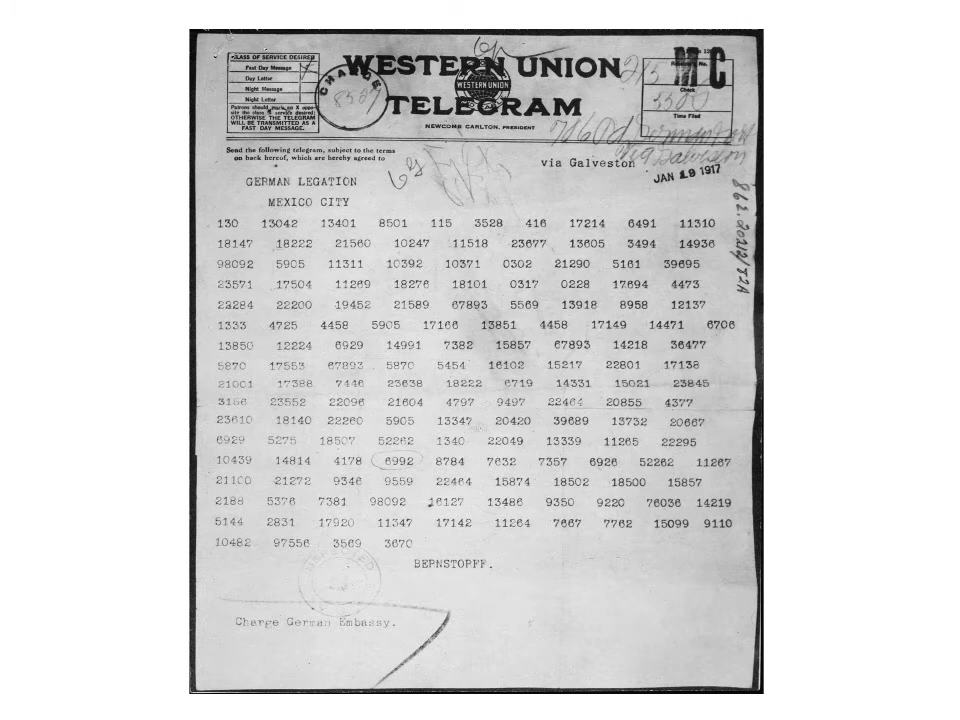 CLASS OF SERVICE DESIRED
Fast Day Message
Day Letter
Night Message
Night Letter
Patrons should mark an X oppo-
site the class of service desired;
OTHERWISE THE TELEGRAM
WILL BE TRANSMITTED AS A
FAST DAY MESSAGE.
CHARGE
8527
WESTERN UNION
WESTERN UNION
TELEGRAM
NEWCOMB CARLTON, PRESIDENT
MC
Check
Time Filed
Send the following telegram, subject to the terms
on back hereof, which are hereby agreed to
via Galveston
JAN 19 1917
862.20212/82A
GERMAN LEGATION
MEXICO CITY
130 13042 13401 8501 115 3528 416 17214 6491 11310
18147 18222 21560 10247 11518 23677 13605 3494 14936
98092 5905 11311 10392 10371 0302 21290 5161 39695
23571 17504 11269 18276 18101 0317 0228 17694 4473
23284 22200 19452 21589 67893 5569 13918 8958 12137
1333 4725 4458 5905 17166 13851 4458 17149 14471 6706
13850 12224 6929 14991 7382 15857 67893 14218 36477
5870 17553 67893 5870 5454 16102 15217 22801 17138
21001 17388 7446 23638 18222 6719 14331 15021 23845
3156 23552 22096 21604 4797 9497 22464 20855 4377
23610 18140 22260 5905 13347 20420 39689 13732 20667
6929 5275 18507 52262 1340 22049 13339 11265 22295
10439 14814 4178 6992 8784 7632 7357 6926 52262 11267
21100 21272 9346 9559 22464 15874 18502 18500 15857
2188 5376 7381 98092 16127 13486 9350 9220 76036 14219
5144 2831 17920 11347 17142 11264 7667 7762 15099 9110
10482 97556 3569 3670
BERNSTORFF.
Charge German Embassy.